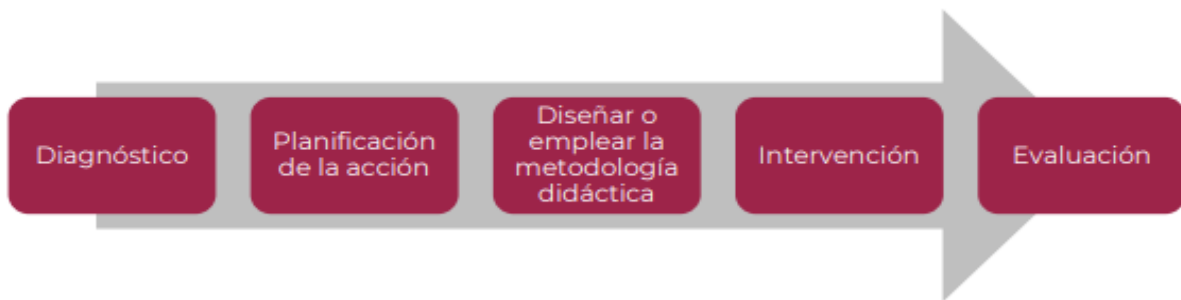 Diagnóstico
Planificación
de la acción
Diseñar o
emplear la
metodología
didáctica
Intervención
Evaluación